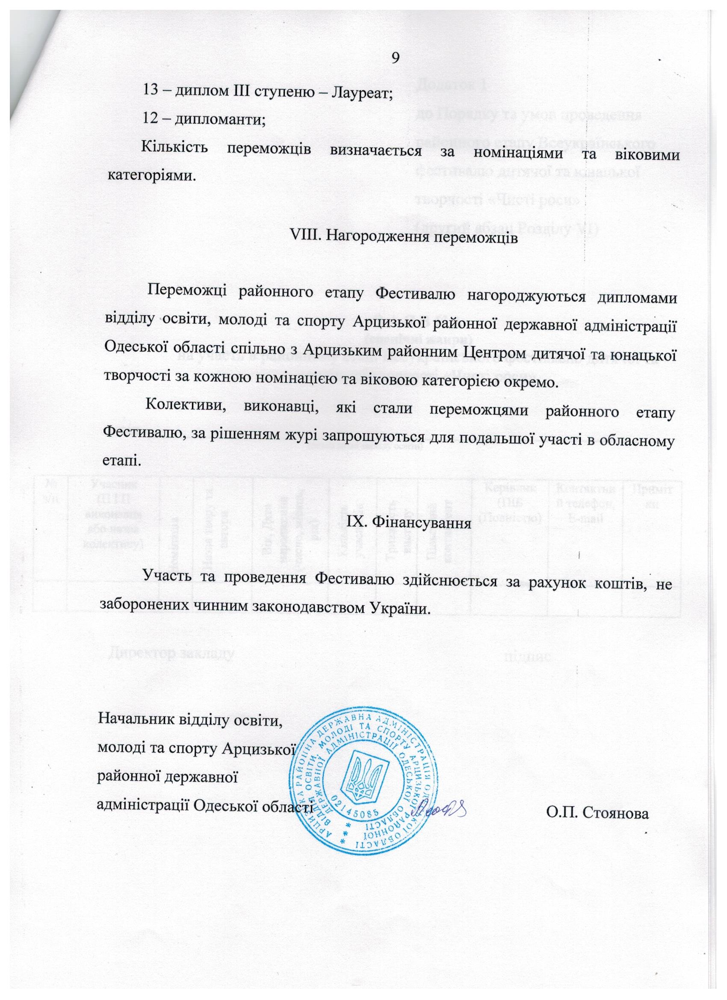 9
13 – диплом ІІІ ступеню – Лауреат;
12 – дипломанти;
Кількість переможців визначається за номінаціями та віковими
категоріями.
VIII. Нагородження переможців
Переможці районного етапу Фестивалю нагороджуються дипломами
відділу освіти, молоді та спорту Арцизької районної державної адміністрації
Одеської області спільно з Арцизьким районним Центром дитячої та юнацької
творчості за кожною номінацією та віковою категорією окремо.
Колективи, виконавці, які стали переможцями районного етапу
Фестивалю, за рішенням журі запрошуються для подальшої участі в обласному
етапі.
IX. Фінансування
Участь та проведення Фестивалю здійснюється за рахунок коштів, не
заборонених чинним законодавством України.
Начальник відділу освіти,
молоді та спорту Арцизької
районної державної
адміністрації Одеської області
О.П. Стоянова
АРЦИЗЬКА РАЙОННА ДЕРЖАВНА АДМІНІСТРАЦІЯ ОДЕСЬКОЇ ОБЛАСТІ
ВІДДІЛ ОСВІТИ, МОЛОДІ ТА СПОРТУ АРЦИЗЬКОЇ РАЙОННОЇ
ДЕРЖАВНОЇ АДМІНІСТРАЦІЇ ОДЕСЬКОЇ ОБЛАСТІ
02145085
* * *